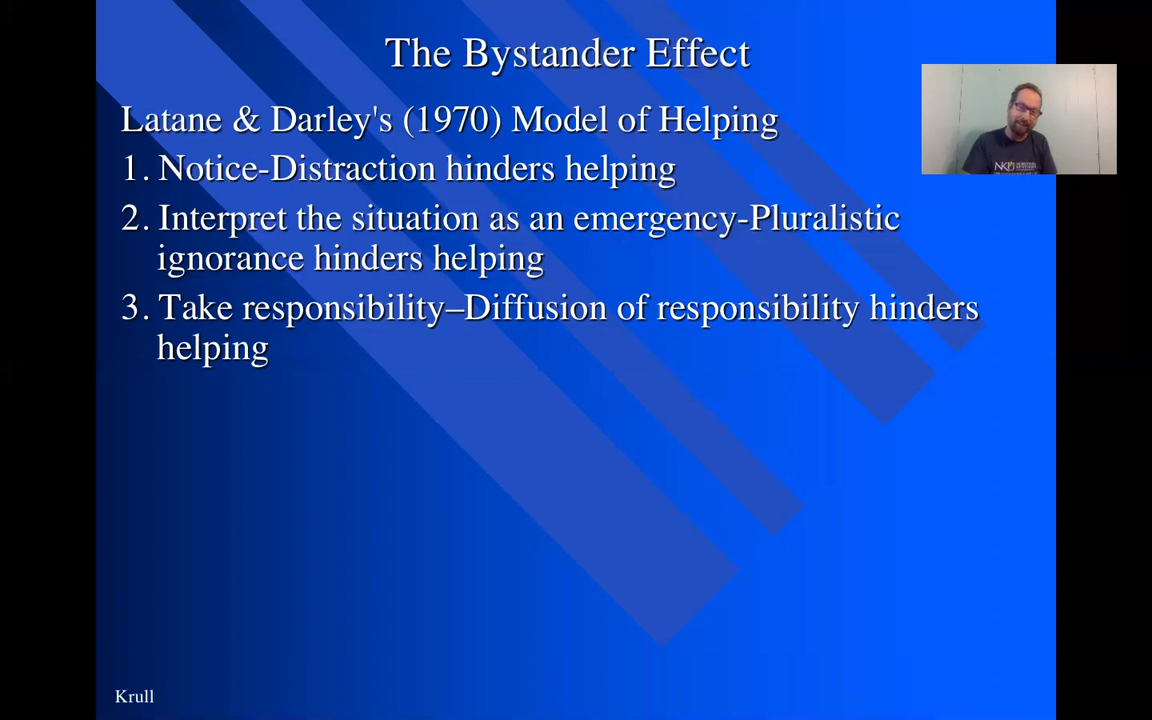 The Bystander Effect
Latane & Darley's (1970) Model of Helping
1. Notice-Distraction hinders helping
2. Interpret the situation as an emergency-Pluralistic
ignorance hinders helping
3. Take responsibility–Diffusion of responsibility hinders
helping
NKU
Krull